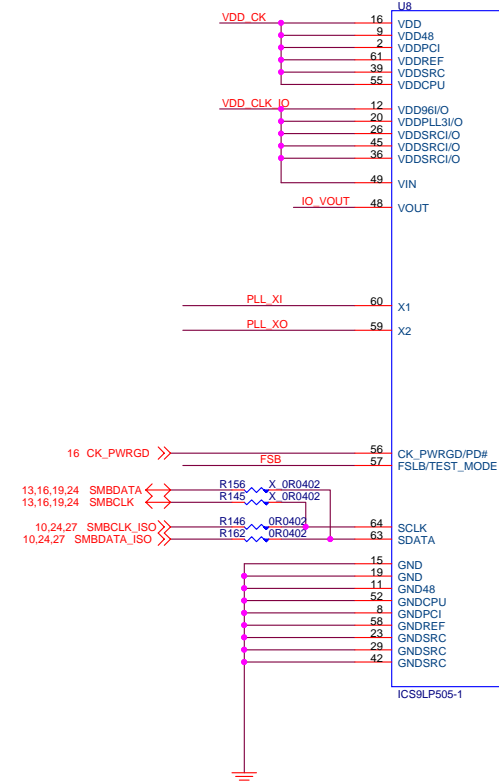 U8
VDD_CK 16 VDD
9 VDD48
2 VDDPCI
61 VDDREF
39 VDDSRC
55 VDDCPU
VDD_CLK_IO 12 VDD96I/O
20 VDDPLL3I/O
26 VDDSRCI/O
45 VDDSRCI/O
36 VDDSRCI/O
49 VIN
IO_VOUT 48 VOUT
PLL_XI 60 X1
PLL_XO 59 X2
16 CK_PWRGD 56 CK_PWRGD/PD#
FSB 57 FSLB/TEST_MODE
13,16,19,24 SMBDATA R156 X_0R0402
13,16,19,24 SMBCLK R145 X_0R0402
10,24,27 SMBCLK_ISO R146 0R0402 64 SCLK
10,24,27 SMBDATA_ISO R162 0R0402 63 SDATA
15 GND
19 GND
11 GND48
52 GNDCPU
8 GNDPCI
58 GNDREF
23 GNDSRC
29 GNDSRC
42 GNDSRC
ICS9LP505-1